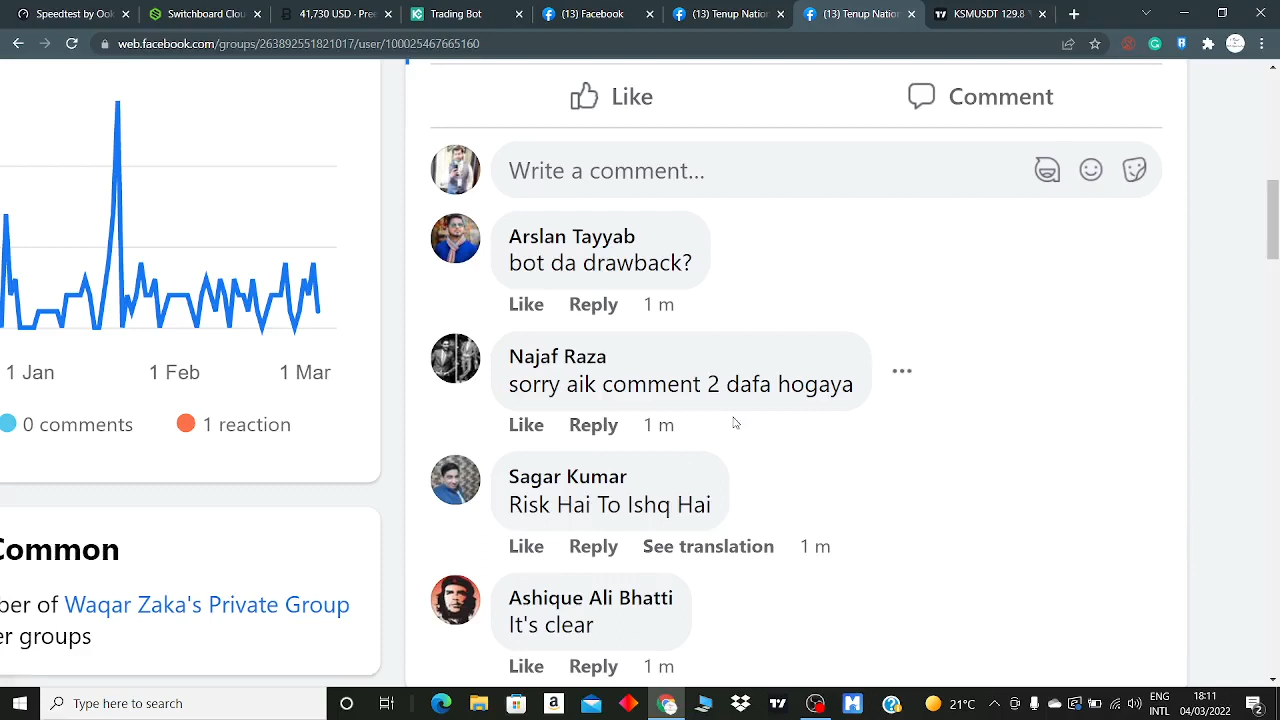 Speedtest by Ook
Switchboard Clou
41,730 USD - Pre
Trading Bot
(13) Facebook
(13) Tenup Nation
(13) Tenup Nation
KSMUSDT 129.8
web.facebook.com/groups/263892551821017/user/100025467665160
Like
Comment
Write a comment...
Arslan Tayyab
bot da drawback?
Like Reply 1 m
Najaf Raza
sorry aik comment 2 dafa hogaya
Like Reply 1 m
Sagar Kumar
Risk Hai To Ishq Hai
Like Reply See translation 1 m
Ashique Ali Bhatti
It's clear
Like Reply 1 m
1 Jan 1 Feb 1 Mar
0 comments 1 reaction
Common
ber of Waqar Zaka's Private Group
er groups
Type here to search
21°C
ENG
INTL
18:11
04/03/2022
2